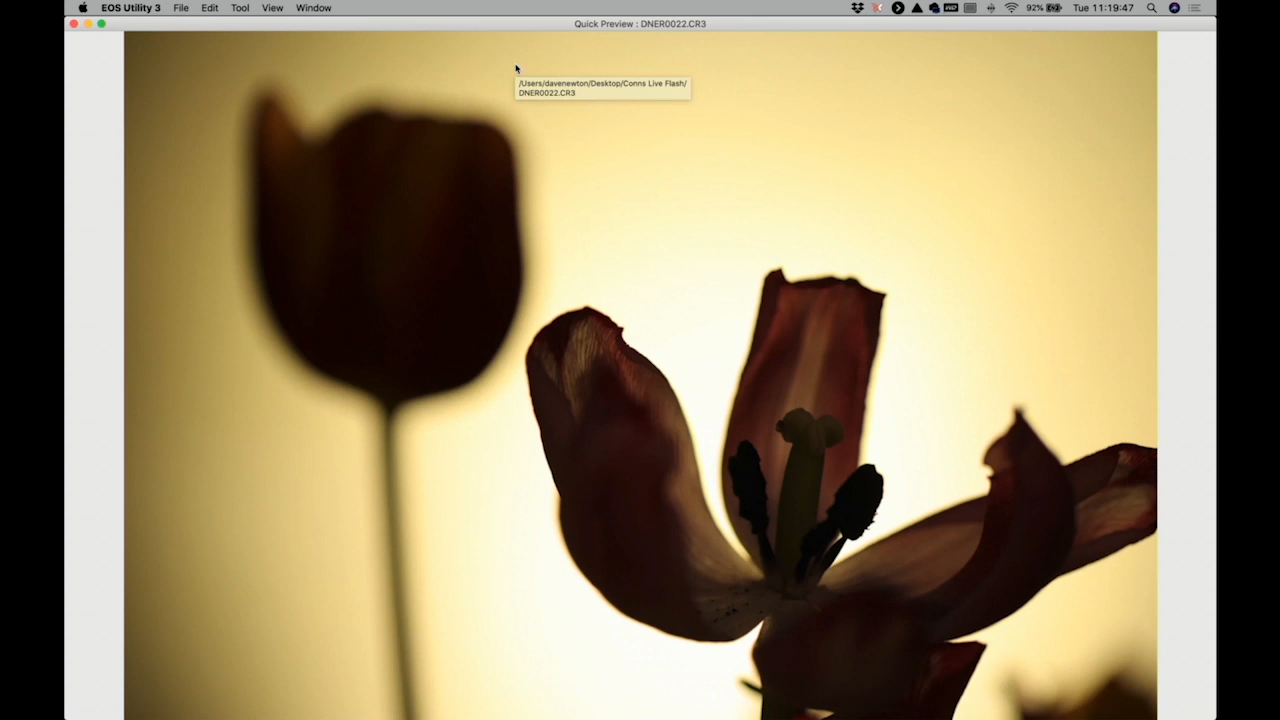 EOS Utility 3 File Edit Tool View Window 92% Tue 11:19:47
Quick Preview : DNER0022.CR3
/Users/davenewton/Desktop/Conns Live Flash/
DNER0022.CR3